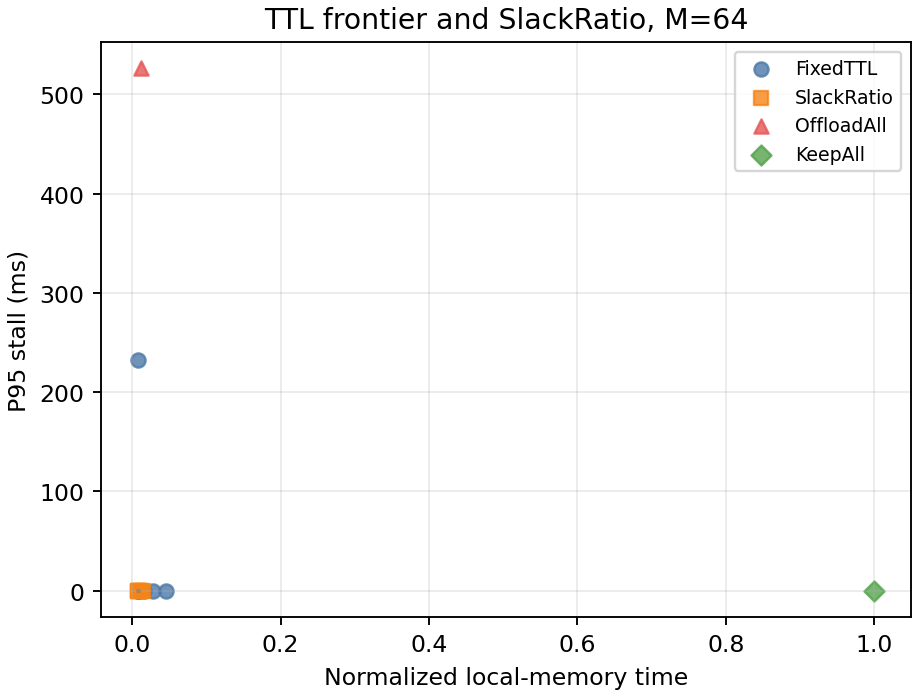 TTL frontier and SlackRatio, M=64
P95 stall (ms)
500
400
300
200
100
0
FixedTTL
SlackRatio
OffloadAll
KeepAll
0.0 0.2 0.4 0.6 0.8 1.0
Normalized local-memory time